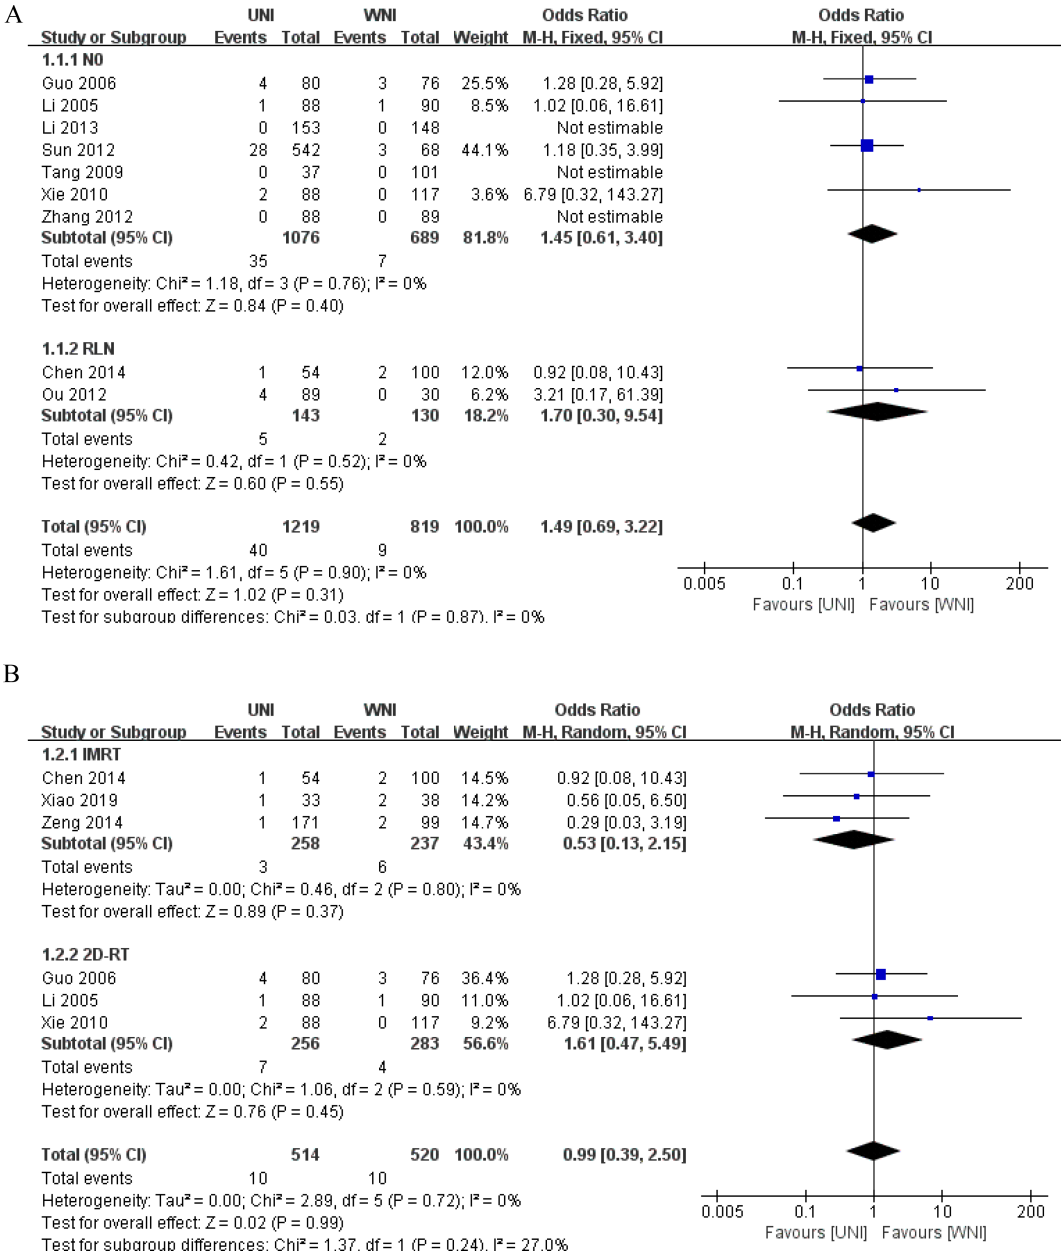 A
UNI WNI Odds Ratio Odds Ratio
Study or Subgroup Events Total Events Total Weight M-H, Fixed, 95% CI M-H, Fixed, 95% CI
1.1.1 N0
Guo 2006 4 80 3 76 25.5% 1.28 [0.28, 5.92]
Li 2005 1 88 1 90 8.5% 1.02 [0.06, 16.61]
Li 2013 0 153 0 148 Not estimable
Sun 2012 28 542 3 68 44.1% 1.18 [0.35, 3.99]
Tang 2009 0 37 0 101 Not estimable
Xie 2010 2 88 0 117 3.6% 6.79 [0.32, 143.27]
Zhang 2012 0 88 0 89 Not estimable
Subtotal (95% CI) 1076 689 81.8% 1.45 [0.61, 3.40]
Total events 35 7
Heterogeneity: Chi² = 1.18, df = 3 (P = 0.76); I² = 0%
Test for overall effect: Z = 0.84 (P = 0.40)
1.1.2 RLN
Chen 2014 1 54 2 100 12.0% 0.92 [0.08, 10.43]
Ou 2012 4 89 0 30 6.2% 3.21 [0.17, 61.39]
Subtotal (95% CI) 143 130 18.2% 1.70 [0.30, 9.54]
Total events 5 2
Heterogeneity: Chi² = 0.42, df = 1 (P = 0.52); I² = 0%
Test for overall effect: Z = 0.60 (P = 0.55)
Total (95% CI) 1219 819 100.0% 1.49 [0.69, 3.22]
Total events 40 9
Heterogeneity: Chi² = 1.61, df = 5 (P = 0.90); I² = 0%
Test for overall effect: Z = 1.02 (P = 0.31)
Test for subgroup differences: Chi² = 0.03, df = 1 (P = 0.87), I² = 0%
0.005 0.1 1 10 200
Favours [UNI] Favours [WNI]
B
UNI WNI Odds Ratio Odds Ratio
Study or Subgroup Events Total Events Total Weight M-H, Random, 95% CI M-H, Random, 95% CI
1.2.1 IMRT
Chen 2014 1 54 2 100 14.5% 0.92 [0.08, 10.43]
Xiao 2019 1 33 2 38 14.2% 0.56 [0.05, 6.50]
Zeng 2014 1 171 2 99 14.7% 0.29 [0.03, 3.19]
Subtotal (95% CI) 258 237 43.4% 0.53 [0.13, 2.15]
Total events 3 6
Heterogeneity: Tau² = 0.00; Chi² = 0.46, df = 2 (P = 0.80); I² = 0%
Test for overall effect: Z = 0.89 (P = 0.37)
1.2.2 2D-RT
Guo 2006 4 80 3 76 36.4% 1.28 [0.28, 5.92]
Li 2005 1 88 1 90 11.0% 1.02 [0.06, 16.61]
Xie 2010 2 88 0 117 9.2% 6.79 [0.32, 143.27]
Subtotal (95% CI) 256 283 56.6% 1.61 [0.47, 5.49]
Total events 7 4
Heterogeneity: Tau² = 0.00; Chi² = 1.06, df = 2 (P = 0.59); I² = 0%
Test for overall effect: Z = 0.76 (P = 0.45)
Total (95% CI) 514 520 100.0% 0.99 [0.39, 2.50]
Total events 10 10
Heterogeneity: Tau² = 0.00; Chi² = 2.89, df = 5 (P = 0.72); I² = 0%
Test for overall effect: Z = 0.02 (P = 0.99)
Test for subgroup differences: Chi² = 1.37, df = 1 (P = 0.24), I² = 27.0%
0.005 0.1 1 10 200
Favours [UNI] Favours [WNI]